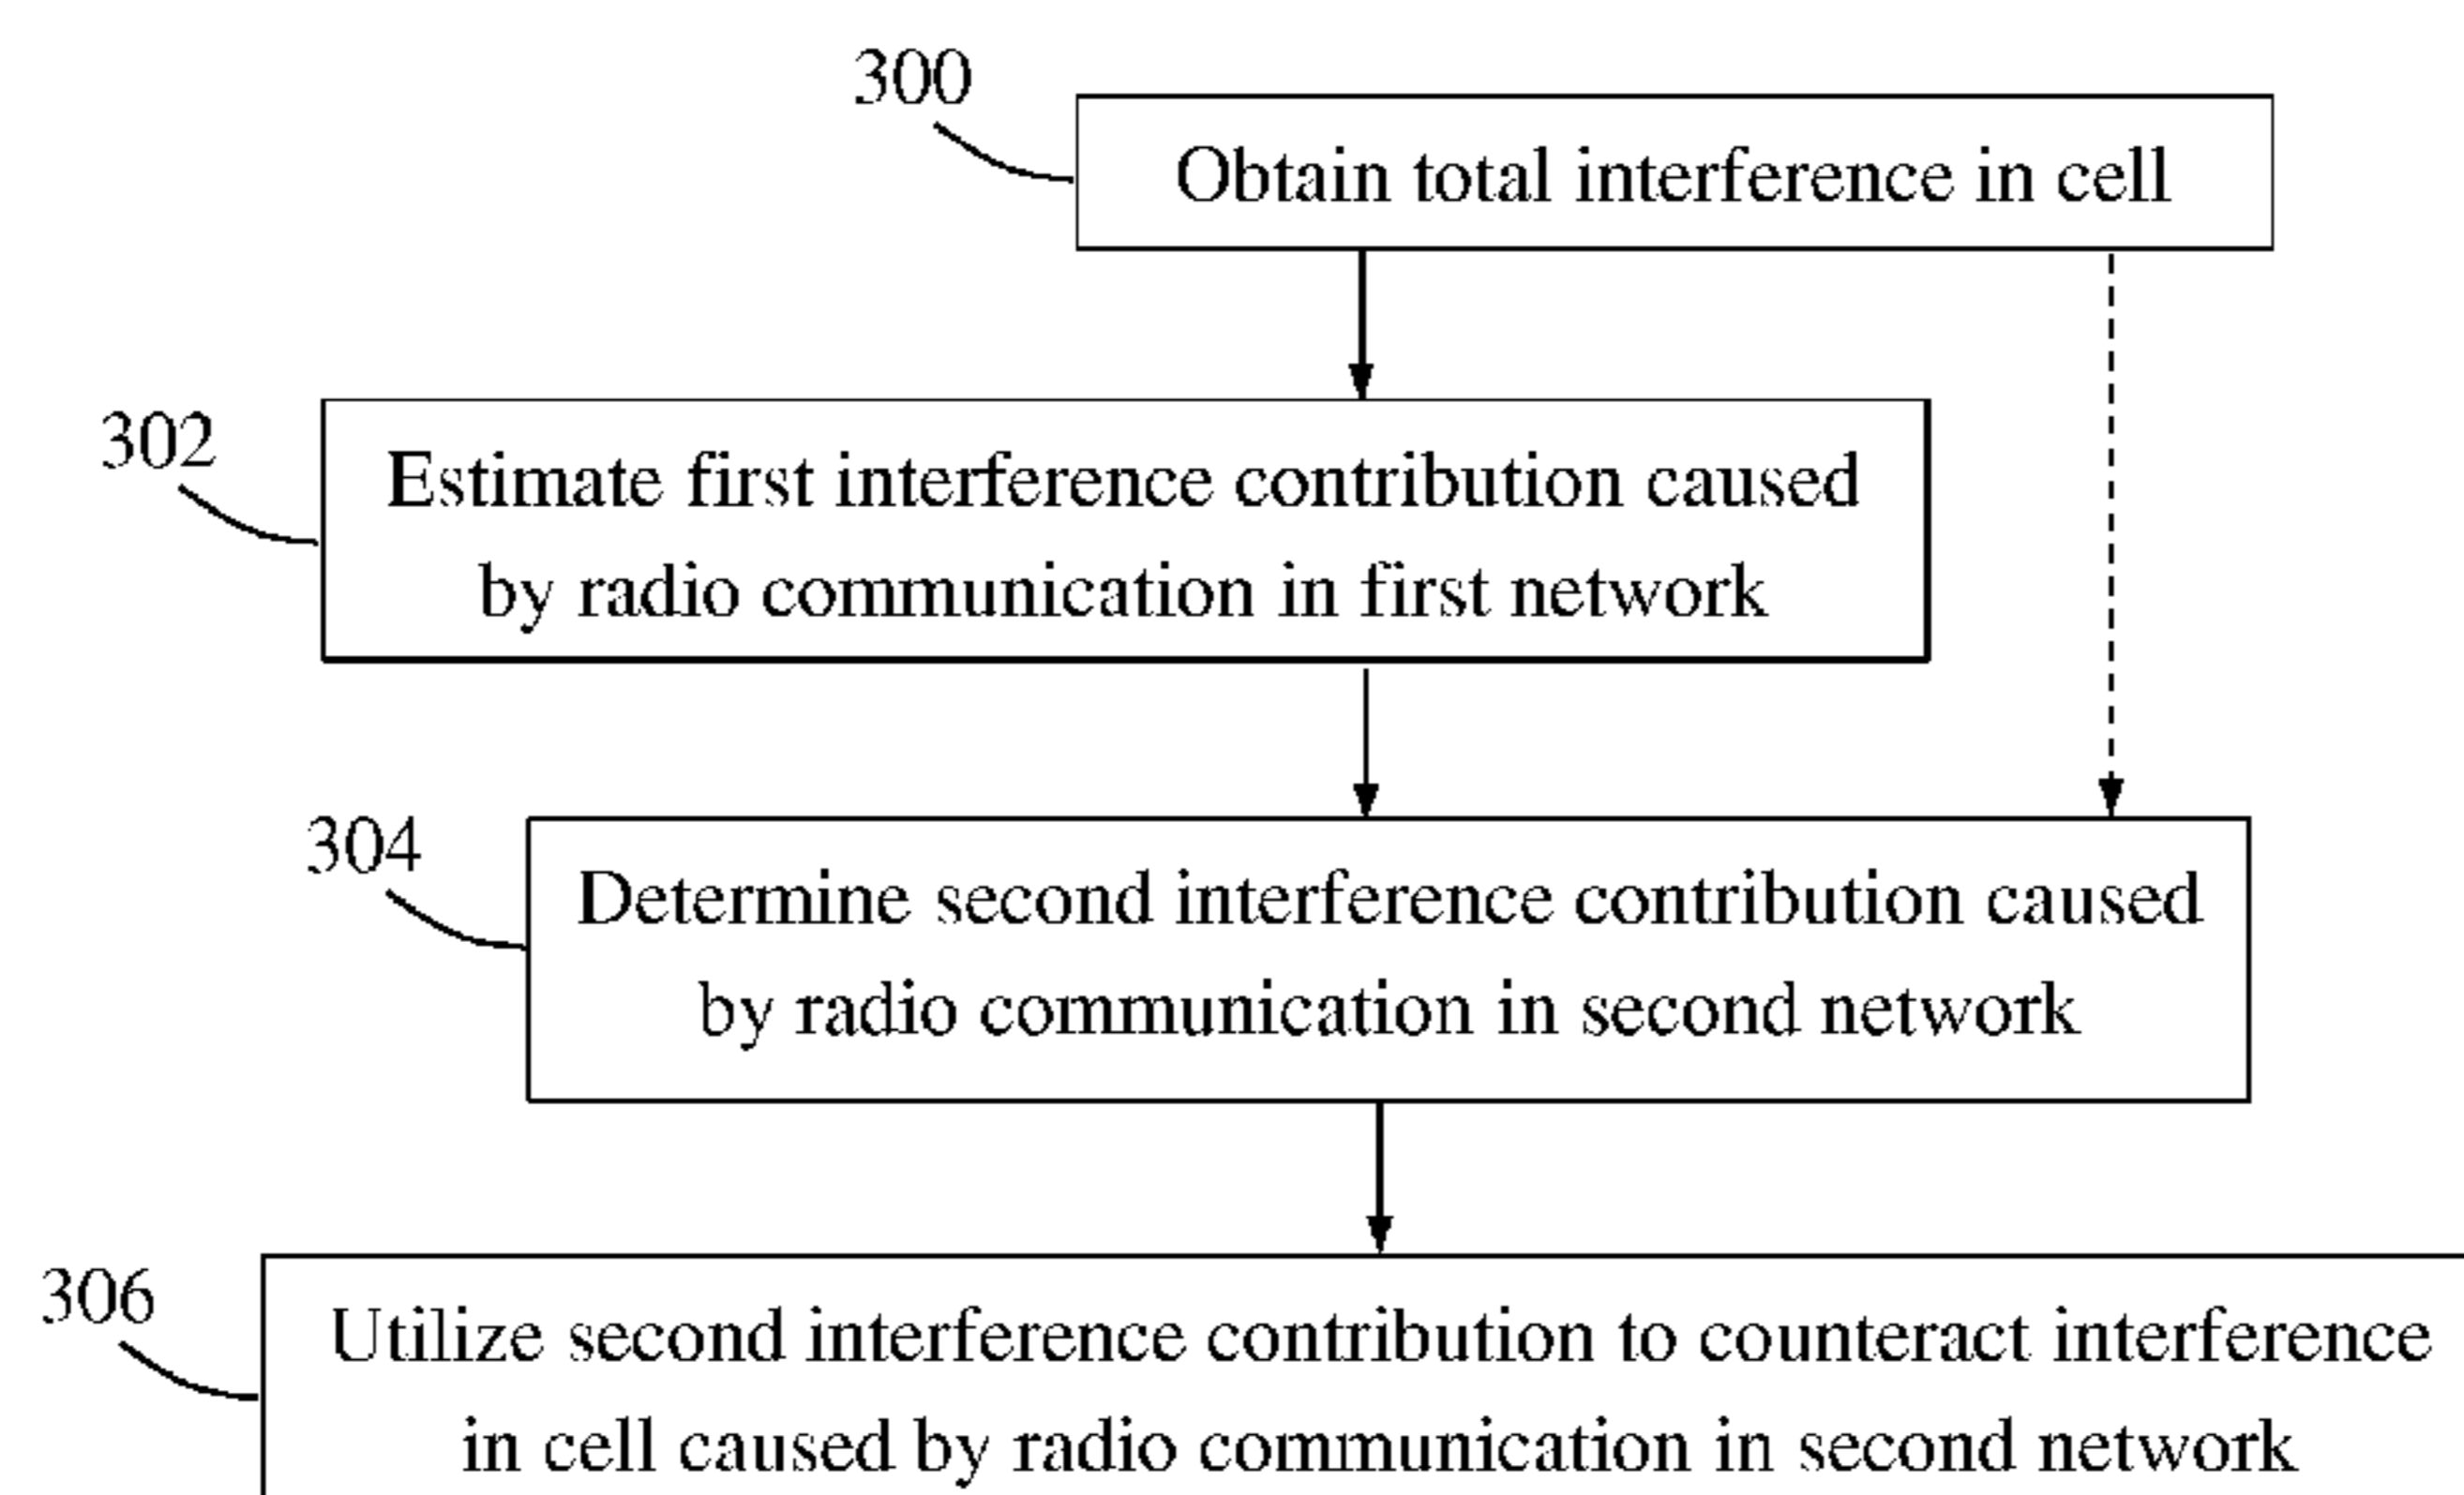 300
Obtain total interference in cell
302
Estimate first interference contribution caused
by radio communication in first network
304
Determine second interference contribution caused
by radio communication in second network
306
Utilize second interference contribution to counteract interference
in cell caused by radio communication in second network